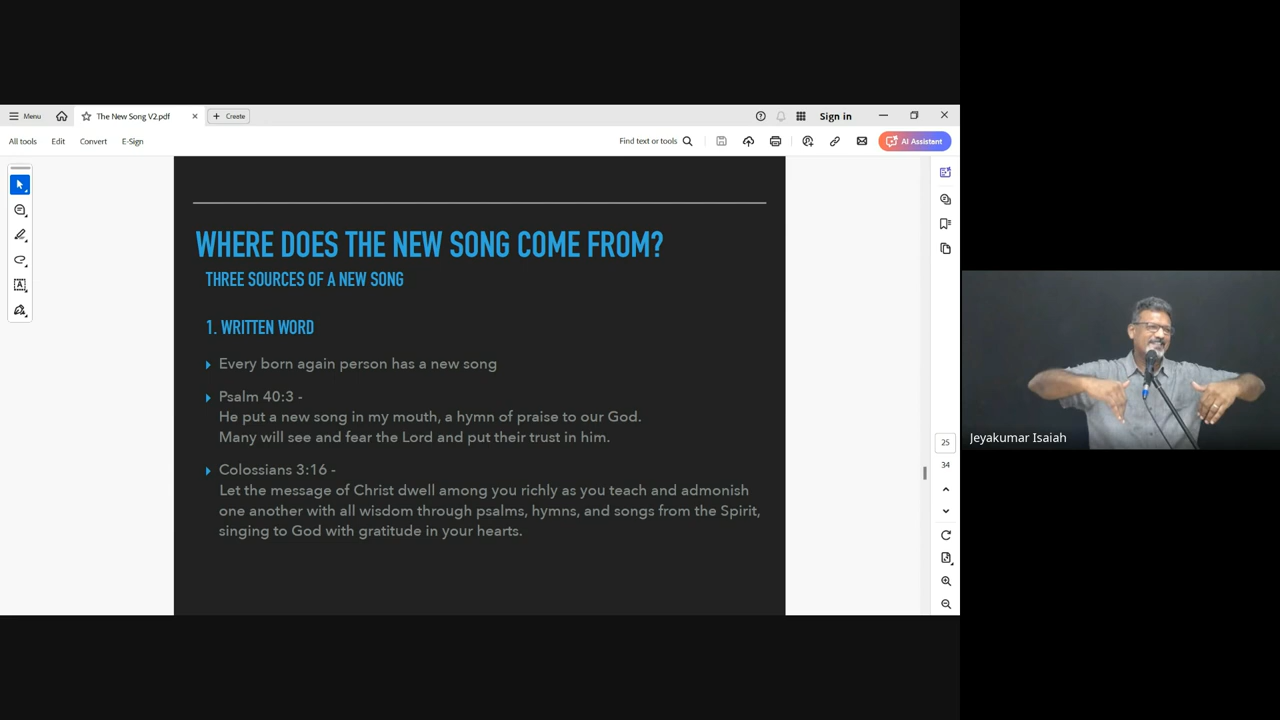 Menu
The New Song V2.pdf
Create
Sign in
All tools
Edit
Convert
E-Sign
Find text or tools
AI Assistant
WHERE DOES THE NEW SONG COME FROM?
THREE SOURCES OF A NEW SONG
1. WRITTEN WORD
Every born again person has a new song
Psalm 40:3 -
He put a new song in my mouth, a hymn of praise to our God.
Many will see and fear the Lord and put their trust in him.
Colossians 3:16 -
Let the message of Christ dwell among you richly as you teach and admonish
one another with all wisdom through psalms, hymns, and songs from the Spirit,
singing to God with gratitude in your hearts.
25
34
Jeyakumar Isaiah